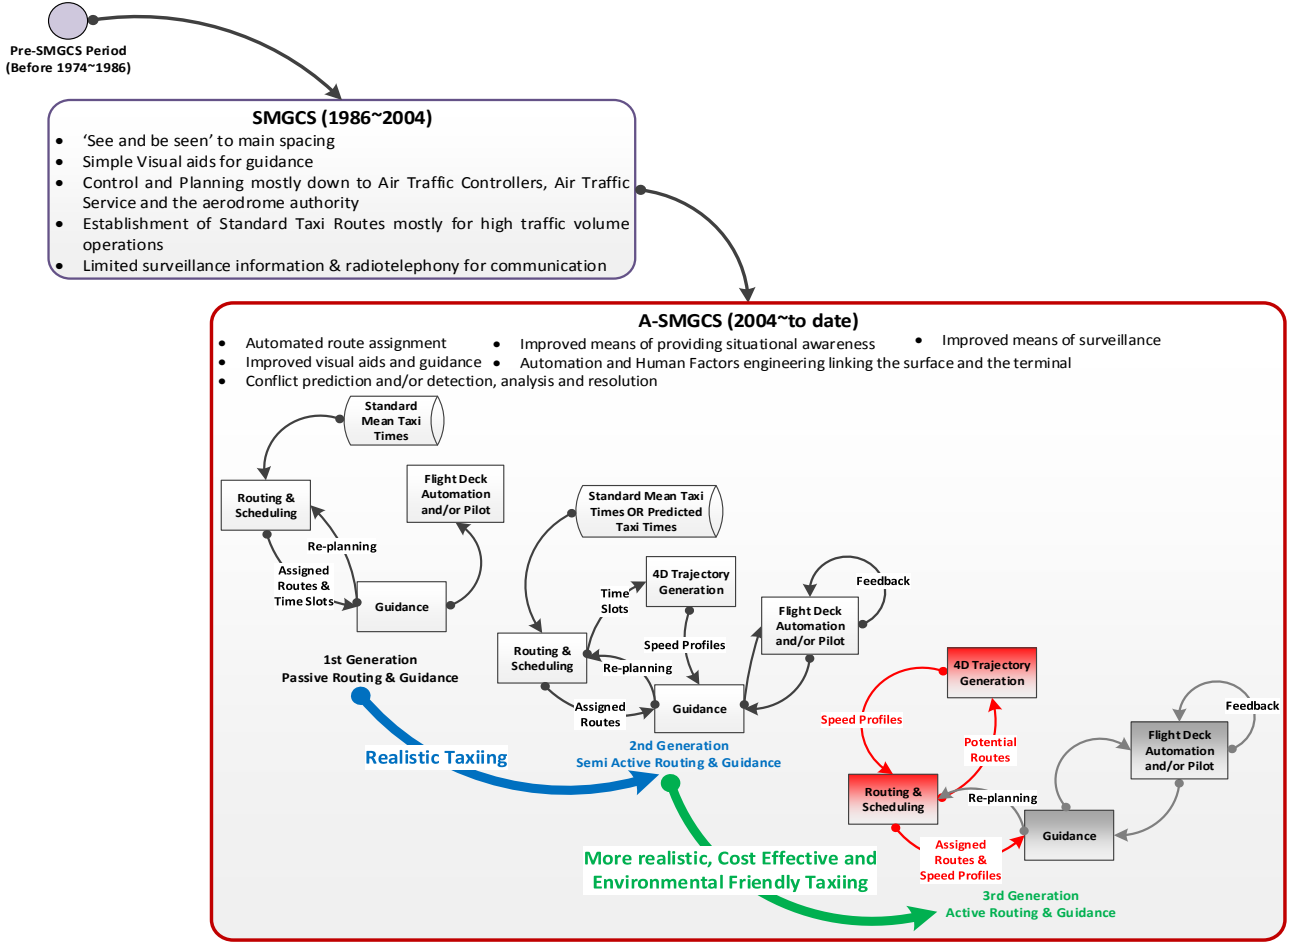 Pre-SMGCS Period
(Before 1974~1986)
SMGCS (1986~2004)
• ‘See and be seen’ to main spacing
• Simple Visual aids for guidance
• Control and Planning mostly down to Air Traffic Controllers, Air Traffic
Service and the aerodrome authority
• Establishment of Standard Taxi Routes mostly for high traffic volume
operations
• Limited surveillance information & radiotelephony for communication
A-SMGCS (2004~to date)
• Automated route assignment
• Improved visual aids and guidance
• Conflict prediction and/or detection, analysis and resolution
• Improved means of providing situational awareness
• Automation and Human Factors engineering linking the surface and the terminal
• Improved means of surveillance
Standard
Mean Taxi
Times
Routing &
Scheduling
Flight Deck
Automation
and/or Pilot
Re-planning
Assigned
Routes &
Time Slots
Guidance
1st Generation
Passive Routing & Guidance
Realistic Taxiing
Standard Mean Taxi
Times OR Predicted
Taxi Times
4D Trajectory
Generation
Time
Slots
Flight Deck
Automation
and/or Pilot
Feedback
Routing &
Scheduling
Speed Profiles
Re-planning
Assigned
Routes
Guidance
2nd Generation
Semi Active Routing & Guidance
More realistic, Cost Effective and
Environmental Friendly Taxiing
4D Trajectory
Generation
Speed Profiles
Potential
Routes
Flight Deck
Automation
and/or Pilot
Feedback
Routing &
Scheduling
Re-planning
Assigned
Routes &
Speed Profiles
Guidance
3rd Generation
Active Routing & Guidance